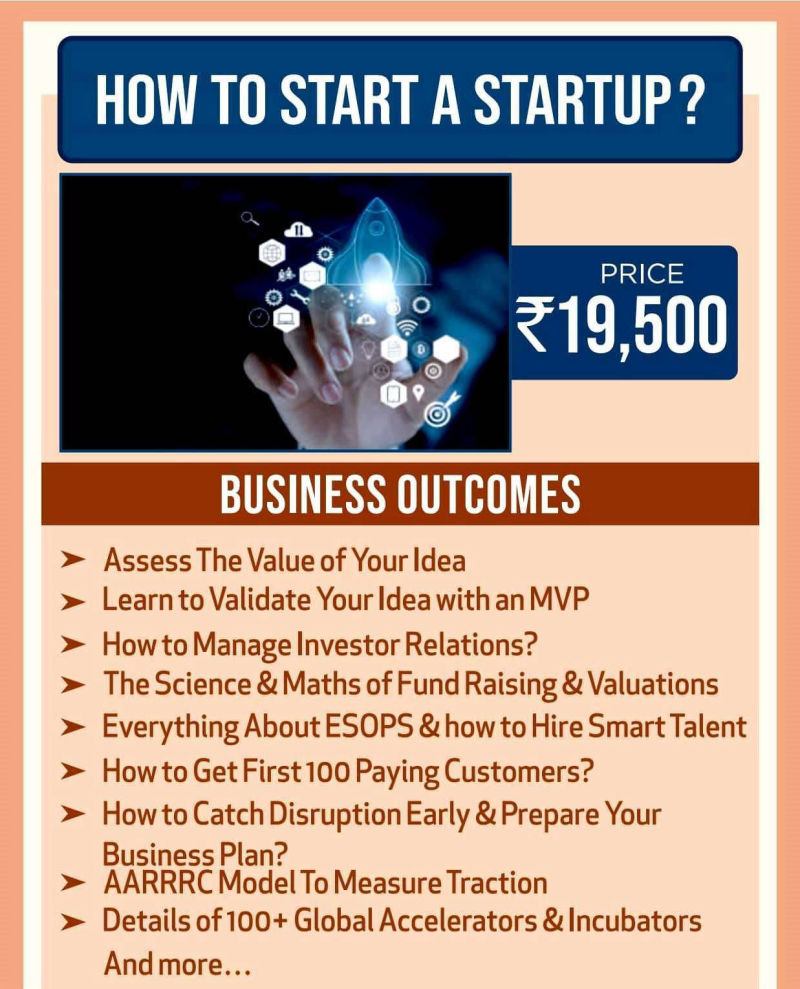 HOW TO START A STARTUP?
PRICE
₹19,500
BUSINESS OUTCOMES
➤ Assess The Value of Your Idea
➤ Learn to Validate Your Idea with an MVP
➤ How to Manage Investor Relations?
➤ The Science & Maths of Fund Raising & Valuations
➤ Everything About ESOPS & how to Hire Smart Talent
➤ How to Get First 100 Paying Customers?
➤ How to Catch Disruption Early & Prepare Your
Business Plan?
➤ AARRRC Model To Measure Traction
➤ Details of 100+ Global Accelerators & Incubators
And more...